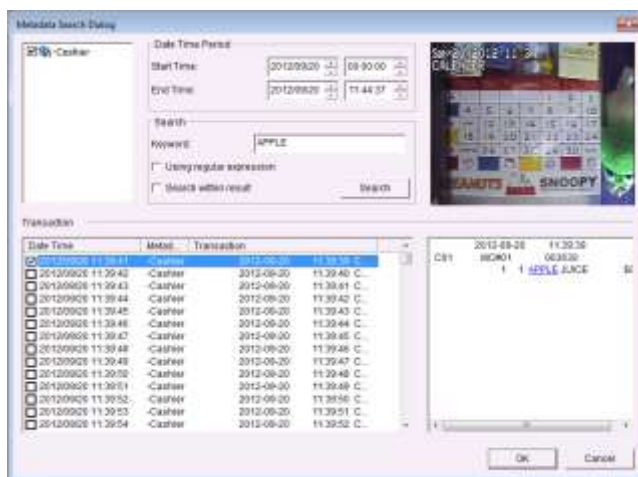 Metadata Search Dialog
-Cashier
Date Time Period
Start Time: 2012/09/20 00:00:00
End Time: 2012/09/20 11:44:37
Search
Keyword: APPLE
Using regular expression
Search within result
Search
CALENDAR
PEANUTS SNOOPY
Transaction
Date Time Metad... Transaction
2012/09/20 11:39:41 -Cashier 2012-09-20 11:39:39 C...
2012/09/20 11:39:42 -Cashier 2012-09-20 11:39:40 C...
2012/09/20 11:39:43 -Cashier 2012-09-20 11:39:41 C...
2012/09/20 11:39:44 -Cashier 2012-09-20 11:39:42 C...
2012/09/20 11:39:45 -Cashier 2012-09-20 11:39:43 C...
2012/09/20 11:39:46 -Cashier 2012-09-20 11:39:44 C...
2012/09/20 11:39:47 -Cashier 2012-09-20 11:39:45 C...
2012/09/20 11:39:48 -Cashier 2012-09-20 11:39:46 C...
2012/09/20 11:39:49 -Cashier 2012-09-20 11:39:47 C...
2012/09/20 11:39:50 -Cashier 2012-09-20 11:39:48 C...
2012/09/20 11:39:51 -Cashier 2012-09-20 11:39:49 C...
2012/09/20 11:39:52 -Cashier 2012-09-20 11:39:50 C...
2012/09/20 11:39:53 -Cashier 2012-09-20 11:39:51 C...
2012/09/20 11:39:54 -Cashier 2012-09-20 11:39:52 C...
2012-09-20 11:39:39
C01
1 1 APPLE JUICE
OK Cancel